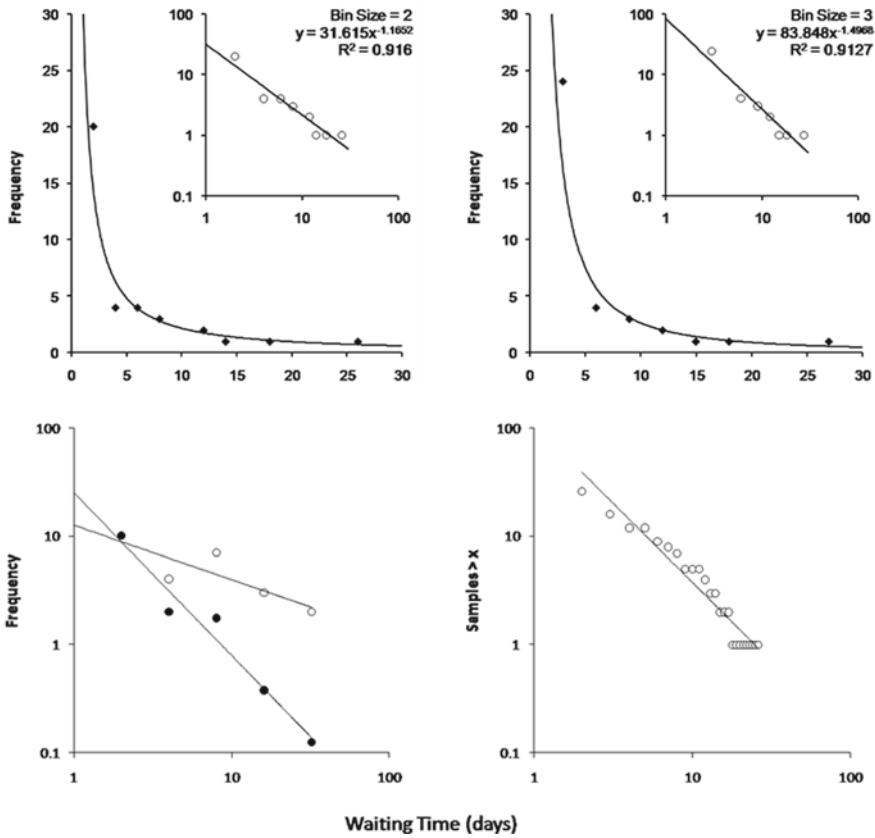 Bin Size = 2
y = 31.615x^-1.1652
R² = 0.916
Frequency
30
25
20
15
10
5
0
0 5 10 15 20 25 30
100
10
1
0.1
1 10 100
Bin Size = 3
y = 83.848x^-1.4968
R² = 0.9127
Frequency
30
25
20
15
10
5
0
0 5 10 15 20 25 30
100
10
1
0.1
1 10 100
Frequency
100
10
1
0.1
1 10 100
Samples > x
100
10
1
0.1
1 10 100
Waiting Time (days)